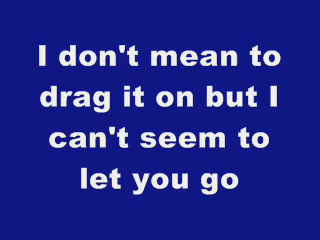 I don't mean to
drag it on but I
can't seem to
let you go